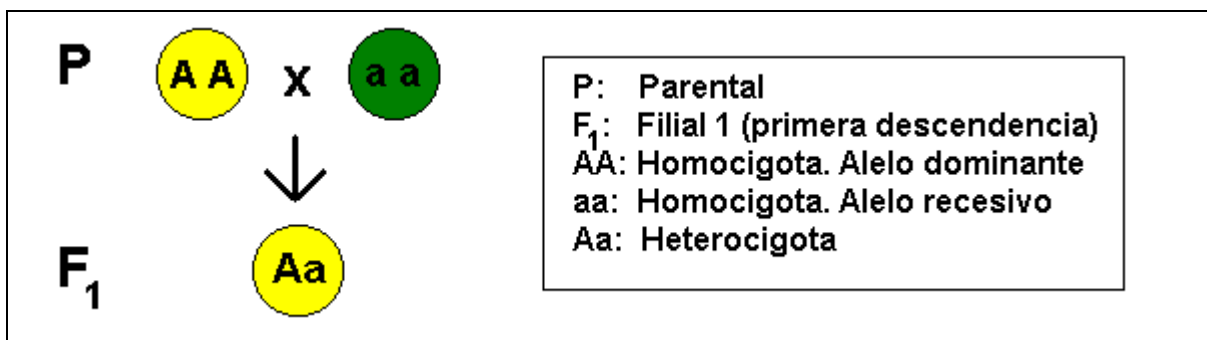 P A A x a a
F1 Aa
P: Parental
F1: Filial 1 (primera descendencia)
AA: Homocigota. Alelo dominante
aa: Homocigota. Alelo recesivo
Aa: Heterocigota